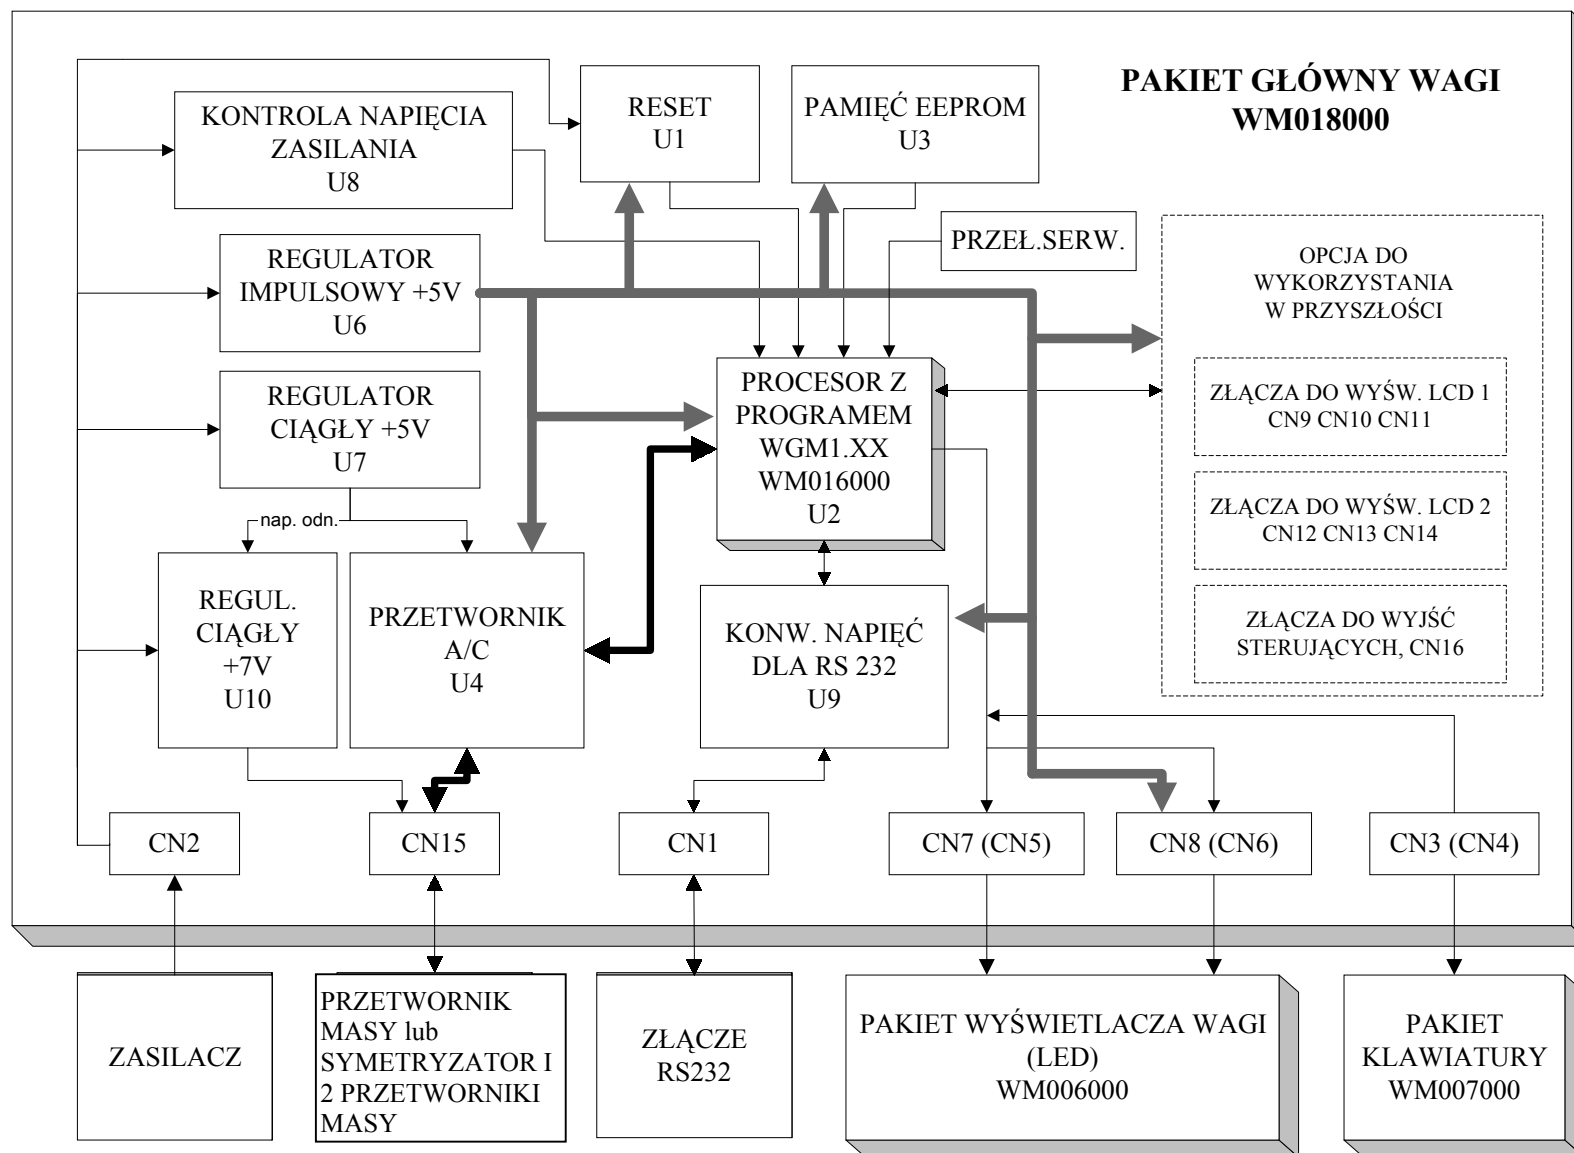 PAKIET GŁÓWNY WAGI
WM018000
KONTROLA NAPIĘCIA
ZASILANIA
U8
RESET
U1
PAMIĘĆ EEPROM
U3
PRZEŁ.SERW.
REGULATOR
IMPULSOWY +5V
U6
OPCJA DO
WYKORZYSTANIA
W PRZYSZŁOŚCI
REGULATOR
CIĄGŁY +5V
U7
PROCESOR Z
PROGRAMEM
WGM1.XX
WM016000
U2
ZŁĄCZA DO WYŚW. LCD 1
CN9 CN10 CN11
ZŁĄCZA DO WYŚW. LCD 2
CN12 CN13 CN14
ZŁĄCZA DO WYJŚĆ
STERUJĄCYCH, CN16
nap. odn.
REGUL.
CIĄGŁY
+7V
U10
PRZETWORNIK
A/C
U4
KONW. NAPIĘĆ
DLA RS 232
U9
CN2
CN15
CN1
CN7 (CN5)
CN8 (CN6)
CN3 (CN4)
ZASILACZ
PRZETWORNIK
MASY lub
SYMETRYZATOR I
2 PRZETWORNIKI
MASY
ZŁĄCZE
RS232
PAKIET WYŚWIETLACZA WAGI
(LED)
WM006000
PAKIET
KLAWIATURY
WM007000